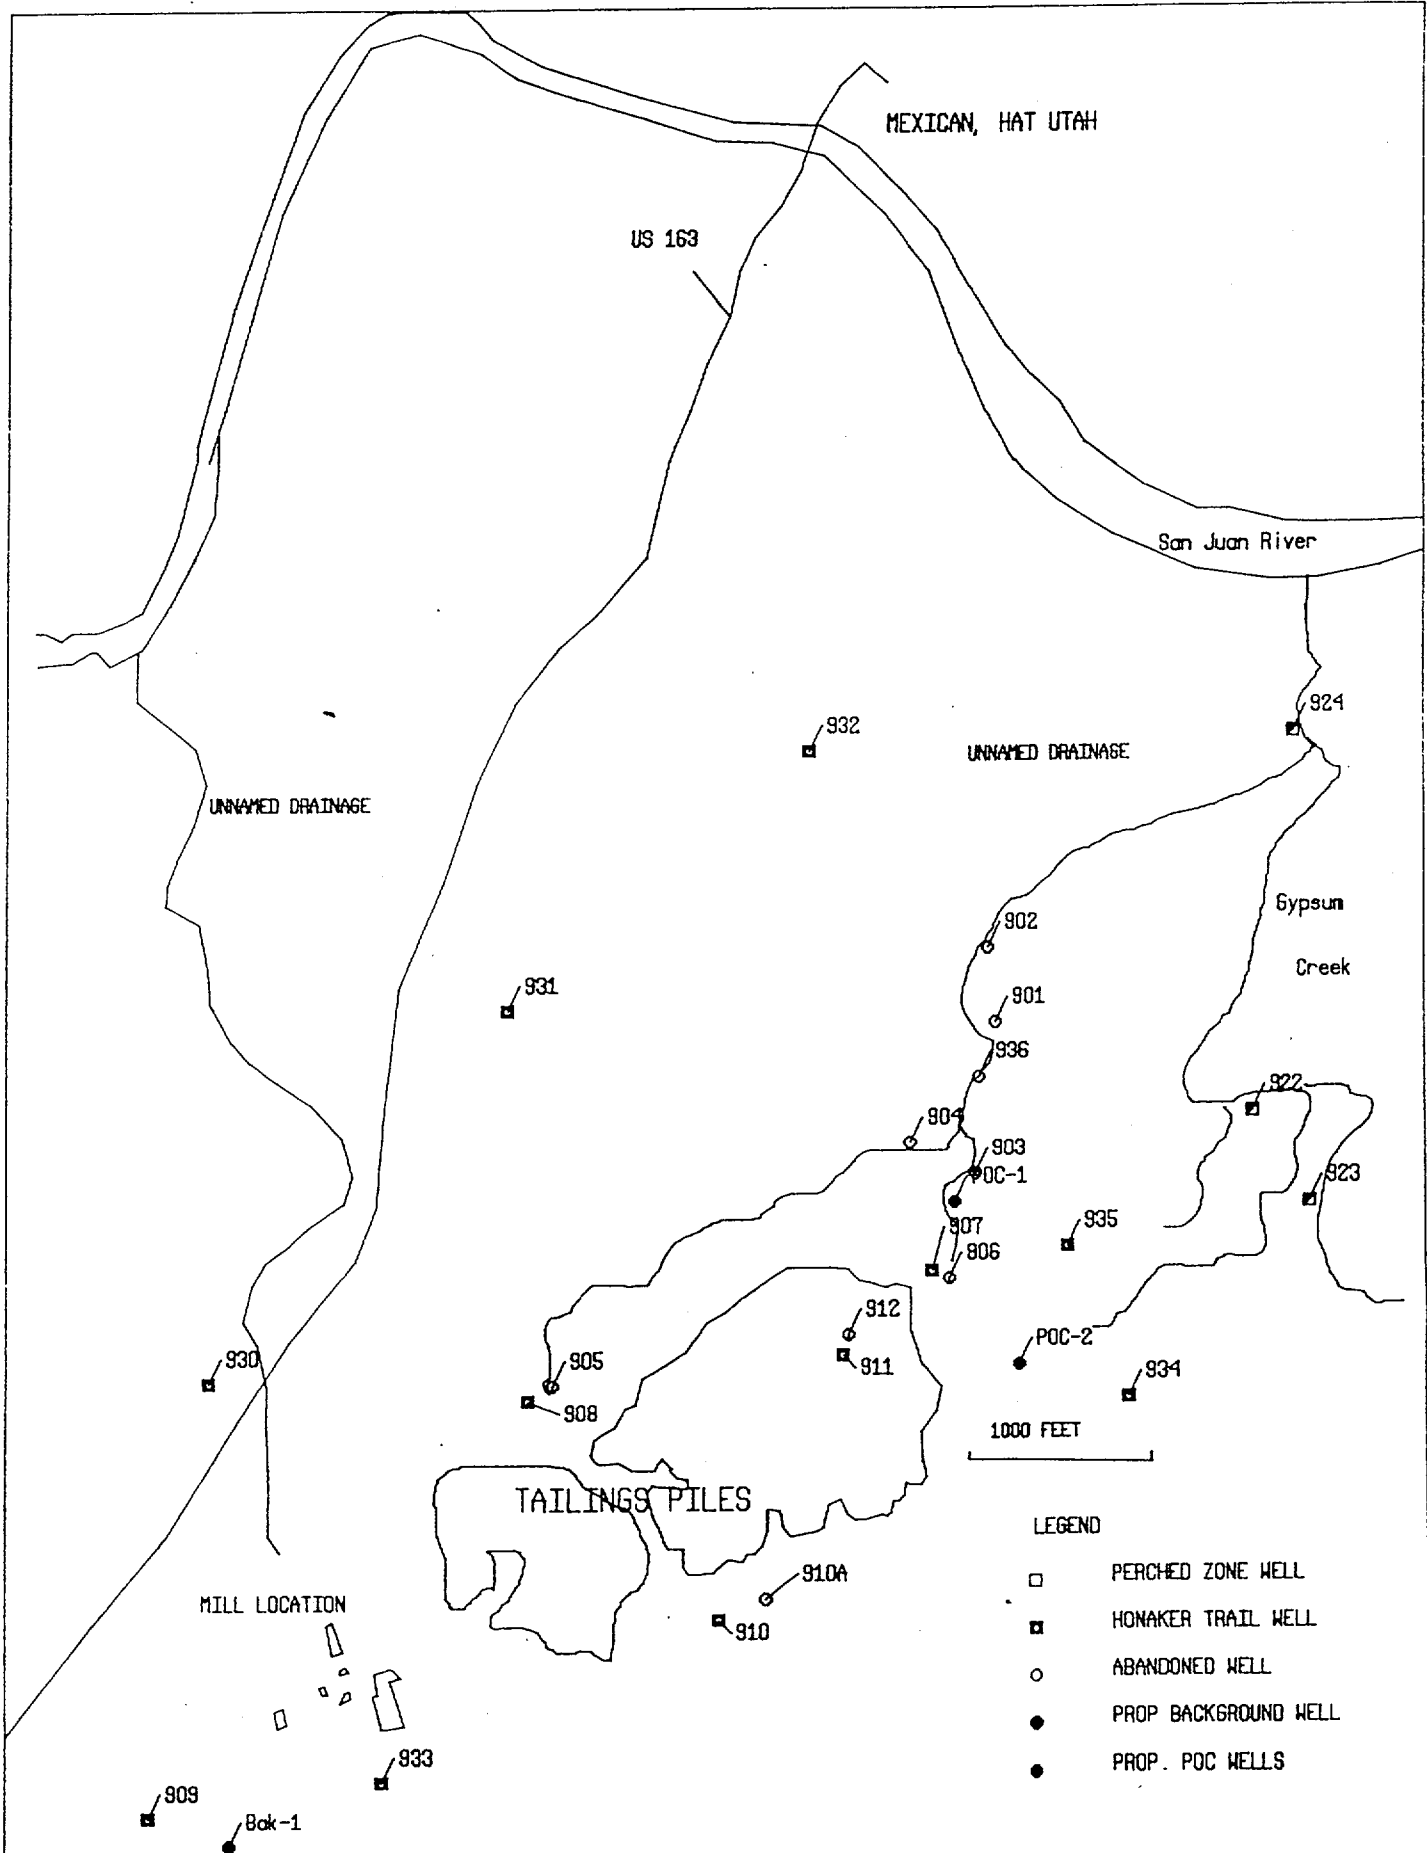 MEXICAN, HAT UTAH
US 163
San Juan River
924
932
UNNAMED DRAINAGE
UNNAMED DRAINAGE
Gypsum
902
Creek
931
901
936
922
904
903
POC-1
923
935
907
906
912
POC-2
930
905
911
934
908
1000 FEET
TAILINGS PILES
LEGEND
910A
PERCHED ZONE WELL
MILL LOCATION
HONAKER TRAIL WELL
910
ABANDONED WELL
PROP BACKGROUND WELL
933
PROP. POC WELLS
909
Bak-1